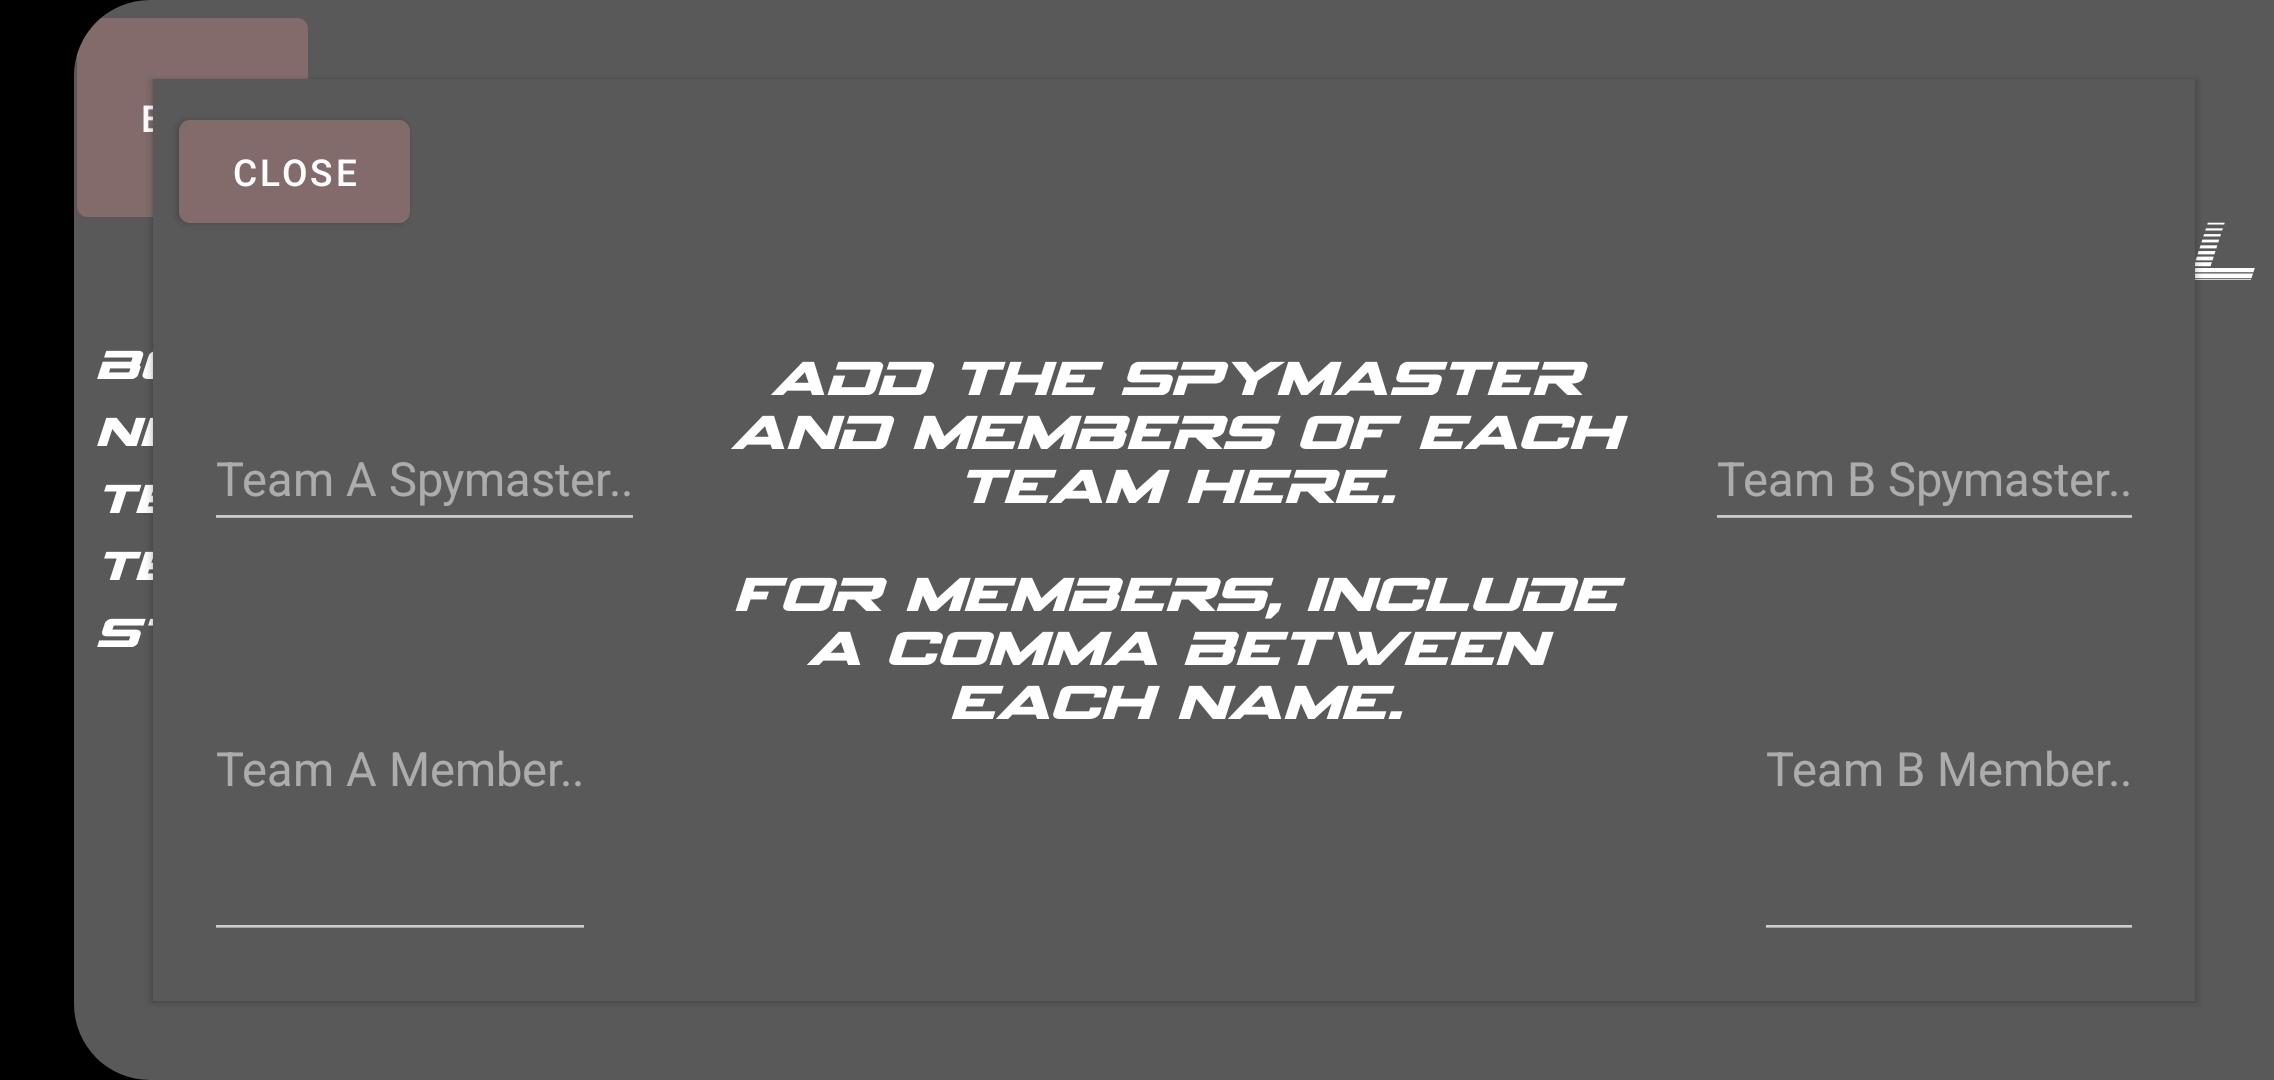 CLOSE
L
ADD THE SPYMASTER
AND MEMBERS OF EACH
TEAM HERE.
Team A Spymaster..
Team B Spymaster..
FOR MEMBERS, INCLUDE
A COMMA BETWEEN
EACH NAME.
Team A Member..
Team B Member..